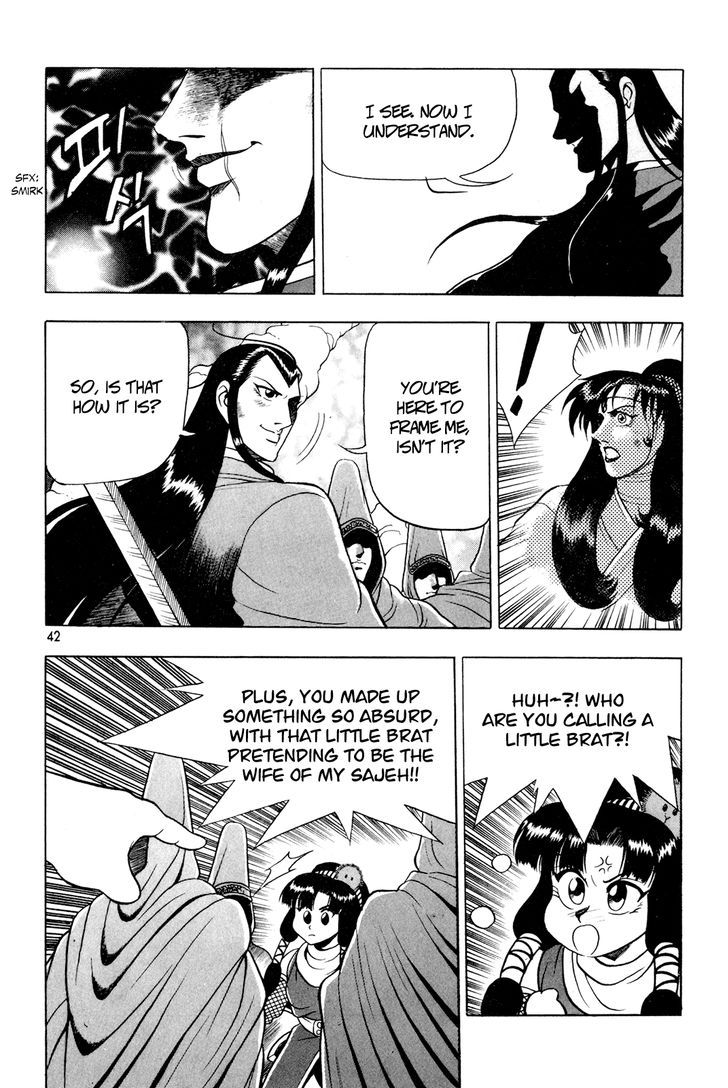 SFX:
SMIRK
I SEE. NOW I
UNDERSTAND.
SO, IS THAT
HOW IT IS?
YOU'RE
HERE TO
FRAME ME,
ISN'T IT?
!
42
PLUS, YOU MADE UP
SOMETHING SO ABSURD,
WITH THAT LITTLE BRAT
PRETENDING TO BE THE
WIFE OF MY SAJEH!!
HUH~?! WHO
ARE YOU CALLING A
LITTLE BRAT?!